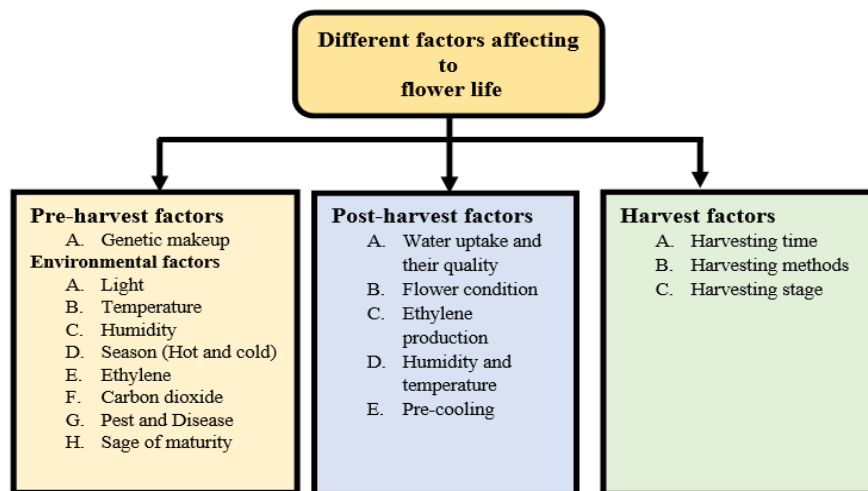 Different factors affecting
to
flower life
Pre-harvest factors
A. Genetic makeup
Environmental factors
A. Light
B. Temperature
C. Humidity
D. Season (Hot and cold)
E. Ethylene
F. Carbon dioxide
G. Pest and Disease
H. Sage of maturity
Post-harvest factors
A. Water uptake and
their quality
B. Flower condition
C. Ethylene
production
D. Humidity and
temperature
E. Pre-cooling
Harvest factors
A. Harvesting time
B. Harvesting methods
C. Harvesting stage